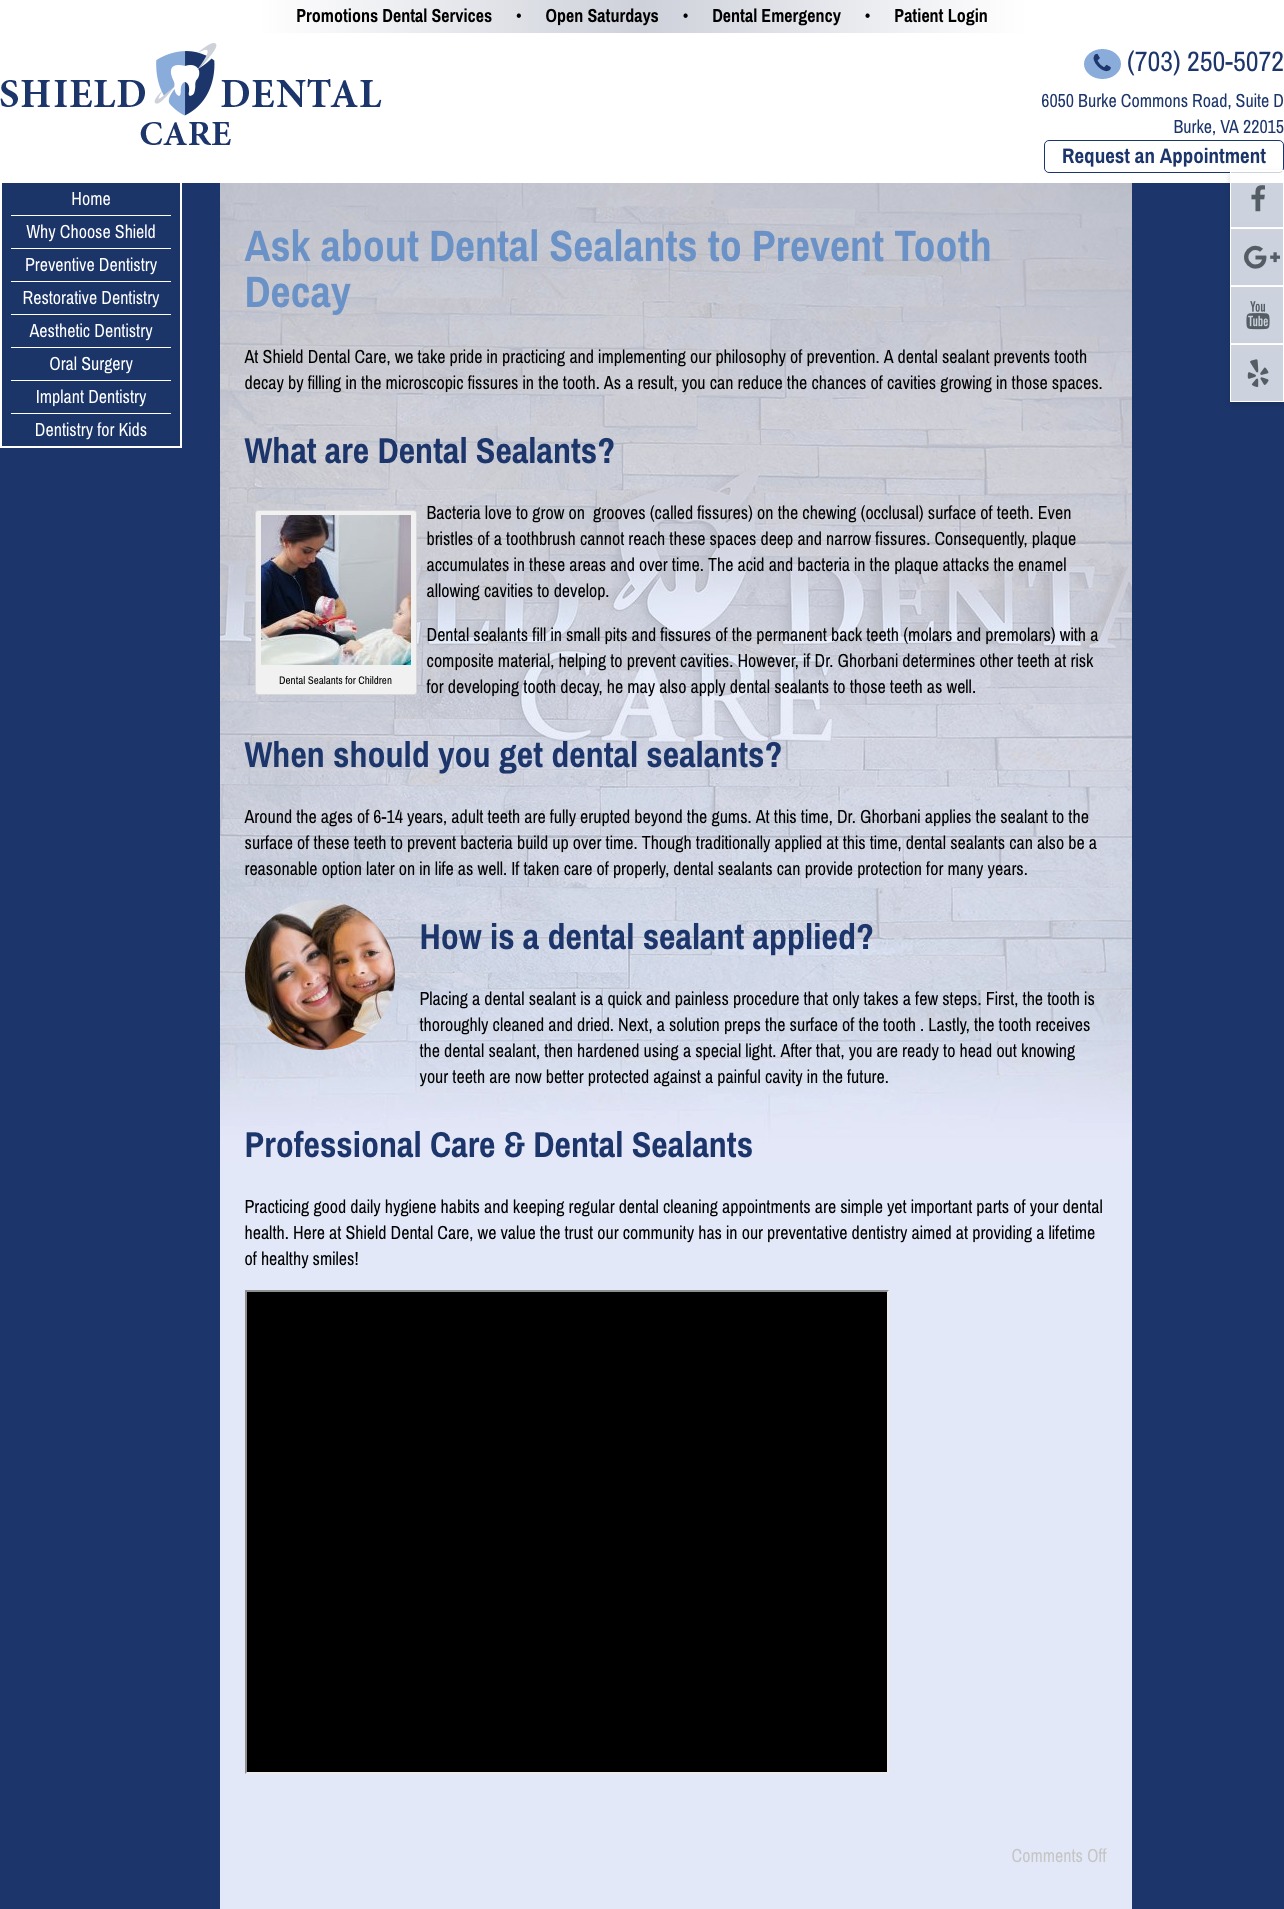 Promotions Dental Services • Open Saturdays • Dental Emergency • Patient Login
SHIELD DENTAL
CARE
(703) 250-5072
6050 Burke Commons Road, Suite D
Burke, VA 22015
Request an Appointment
Home
Why Choose Shield
Preventive Dentistry
Restorative Dentistry
Aesthetic Dentistry
Oral Surgery
Implant Dentistry
Dentistry for Kids
G+
You
Tube
Ask about Dental Sealants to Prevent Tooth
Decay
At Shield Dental Care, we take pride in practicing and implementing our philosophy of prevention. A dental sealant prevents tooth
decay by filling in the microscopic fissures in the tooth. As a result, you can reduce the chances of cavities growing in those spaces.
What are Dental Sealants?
Bacteria love to grow on  grooves (called fissures) on the chewing (occlusal) surface of teeth. Even
bristles of a toothbrush cannot reach these spaces deep and narrow fissures. Consequently, plaque
accumulates in these areas and over time. The acid and bacteria in the plaque attacks the enamel
allowing cavities to develop.
Dental Sealants for Children
Dental sealants fill in small pits and fissures of the permanent back teeth (molars and premolars) with a
composite material, helping to prevent cavities. However, if Dr. Ghorbani determines other teeth at risk
for developing tooth decay, he may also apply dental sealants to those teeth as well.
When should you get dental sealants?
Around the ages of 6-14 years, adult teeth are fully erupted beyond the gums. At this time, Dr. Ghorbani applies the sealant to the
surface of these teeth to prevent bacteria build up over time. Though traditionally applied at this time, dental sealants can also be a
reasonable option later on in life as well. If taken care of properly, dental sealants can provide protection for many years.
How is a dental sealant applied?
Placing a dental sealant is a quick and painless procedure that only takes a few steps. First, the tooth is
thoroughly cleaned and dried. Next, a solution preps the surface of the tooth . Lastly, the tooth receives
the dental sealant, then hardened using a special light. After that, you are ready to head out knowing
your teeth are now better protected against a painful cavity in the future.
Professional Care & Dental Sealants
Practicing good daily hygiene habits and keeping regular dental cleaning appointments are simple yet important parts of your dental
health. Here at Shield Dental Care, we value the trust our community has in our preventative dentistry aimed at providing a lifetime
of healthy smiles!
Comments Off